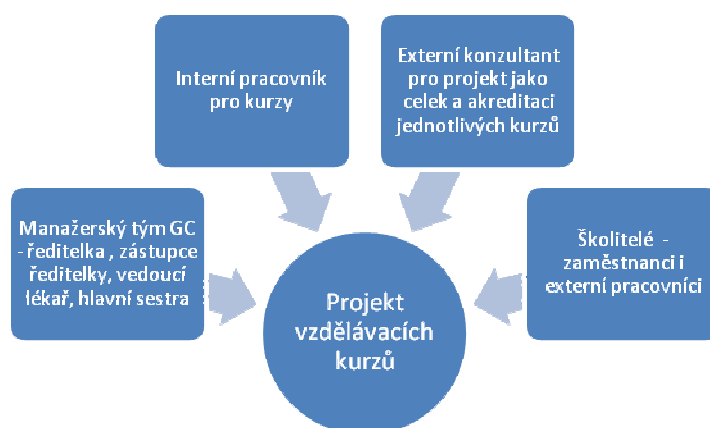 Interní pracovník
pro kurzy
Externí konzultant
pro projekt jako
celek a akreditaci
jednotlivých kurzů
Manažerský tým GC
- ředitelka , zástupce
ředitelky, vedoucí
lékař, hlavní sestra
Školitelé -
zaměstnanci i
externí pracovníci
Projekt
vzdělávacích
kurzů